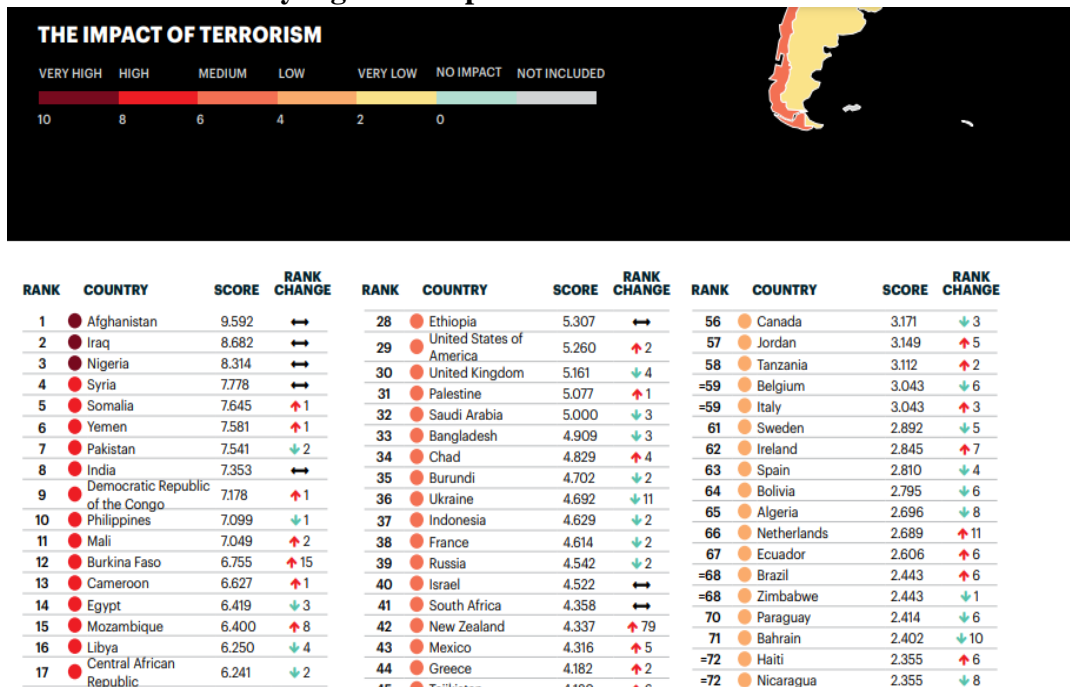 THE IMPACT OF TERRORISM
VERY HIGH HIGH MEDIUM LOW VERY LOW NO IMPACT NOT INCLUDED
10 8 6 4 2 0
RANK COUNTRY SCORE RANK CHANGE
1 Afghanistan 9.592 ↔
2 Iraq 8.682 ↔
3 Nigeria 8.314 ↔
4 Syria 7.778 ↔
5 Somalia 7.645 ↑ 1
6 Yemen 7.581 ↑ 1
7 Pakistan 7.541 ↓ 2
8 India 7.353 ↔
9 Democratic Republic of the Congo 7.178 ↑ 1
10 Philippines 7.099 ↓ 1
11 Mali 7.049 ↑ 2
12 Burkina Faso 6.755 ↑ 15
13 Cameroon 6.627 ↑ 1
14 Egypt 6.419 ↓ 3
15 Mozambique 6.400 ↑ 8
16 Libya 6.250 ↓ 4
17 Central African Republic 6.241 ↓ 2
RANK COUNTRY SCORE RANK CHANGE
28 Ethiopia 5.307 ↔
29 United States of America 5.260 ↑ 2
30 United Kingdom 5.161 ↓ 4
31 Palestine 5.077 ↑ 1
32 Saudi Arabia 5.000 ↓ 3
33 Bangladesh 4.909 ↓ 3
34 Chad 4.829 ↑ 4
35 Burundi 4.702 ↓ 2
36 Ukraine 4.692 ↓ 11
37 Indonesia 4.629 ↓ 2
38 France 4.614 ↓ 2
39 Russia 4.542 ↓ 2
40 Israel 4.522 ↔
41 South Africa 4.358 ↔
42 New Zealand 4.337 ↑ 79
43 Mexico 4.316 ↑ 5
44 Greece 4.182 ↑ 2
RANK COUNTRY SCORE RANK CHANGE
56 Canada 3.171 ↓ 3
57 Jordan 3.149 ↑ 5
58 Tanzania 3.112 ↑ 2
=59 Belgium 3.043 ↓ 6
=59 Italy 3.043 ↑ 3
61 Sweden 2.892 ↓ 5
62 Ireland 2.845 ↑ 7
63 Spain 2.810 ↓ 4
64 Bolivia 2.795 ↓ 6
65 Algeria 2.696 ↓ 8
66 Netherlands 2.689 ↑ 11
67 Ecuador 2.606 ↑ 6
=68 Brazil 2.443 ↑ 6
=68 Zimbabwe 2.443 ↓ 1
70 Paraguay 2.414 ↓ 6
71 Bahrain 2.402 ↓ 10
=72 Haiti 2.355 ↑ 6
=72 Nicaragua 2.355 ↓ 8